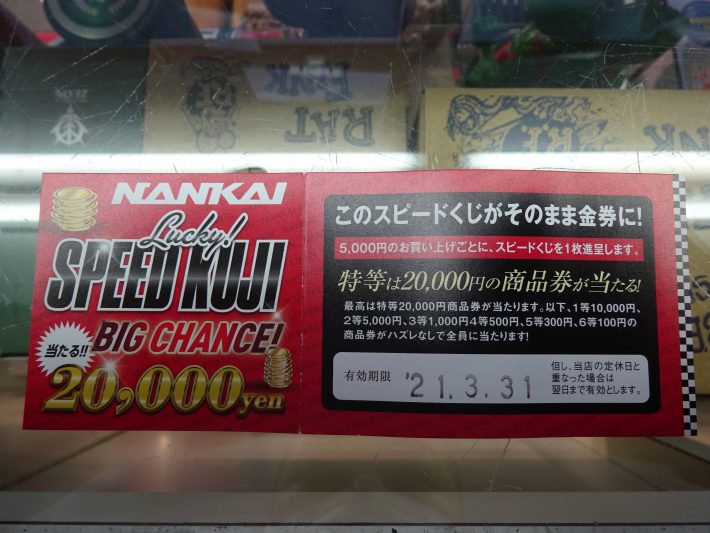 NANKAI
Lucky!
SPEED KUJI
BIG CHANCE!
当たる!!
20,000yen
このスピードくじがそのまま金券に!
5,000円のお買い上げごとに、スピードくじを1枚進呈します。
特等は20,000円の商品券が当たる!
最高は特等20,000円商品券が当たります。以下、1等10,000円、
2等5,000円、3等1,000円4等500円、5等300円、6等100円の
商品券がハズレなしで全員に当たります!
有効期限 '21.3.31
但し、当店の定休日と
重なった場合は
翌日まで有効とします。
RAT